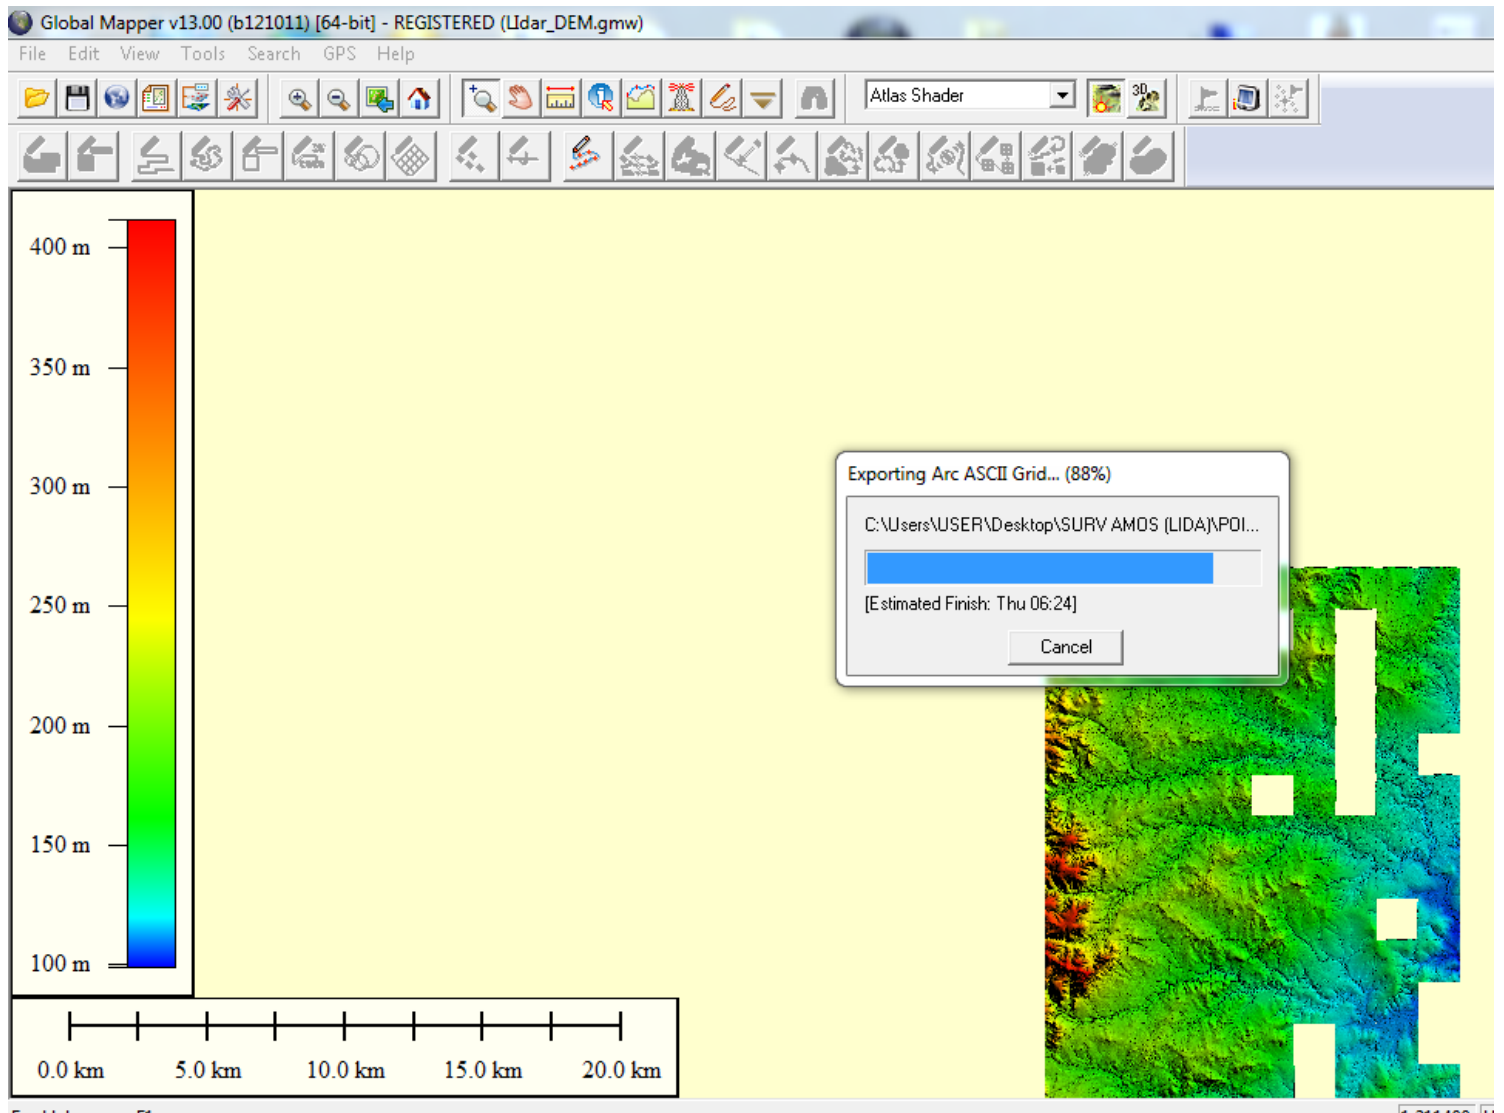 Global Mapper v13.00 (b121011) [64-bit] - REGISTERED (LIdar_DEM.gmw)
File Edit View Tools Search GPS Help
Atlas Shader
3D
400 m
350 m
300 m
250 m
200 m
150 m
100 m
Exporting Arc ASCII Grid... (88%)
C:\Users\USER\Desktop\SURV AMOS (LIDA)\POI...
[Estimated Finish: Thu 06:24]
Cancel
0.0 km 5.0 km 10.0 km 15.0 km 20.0 km